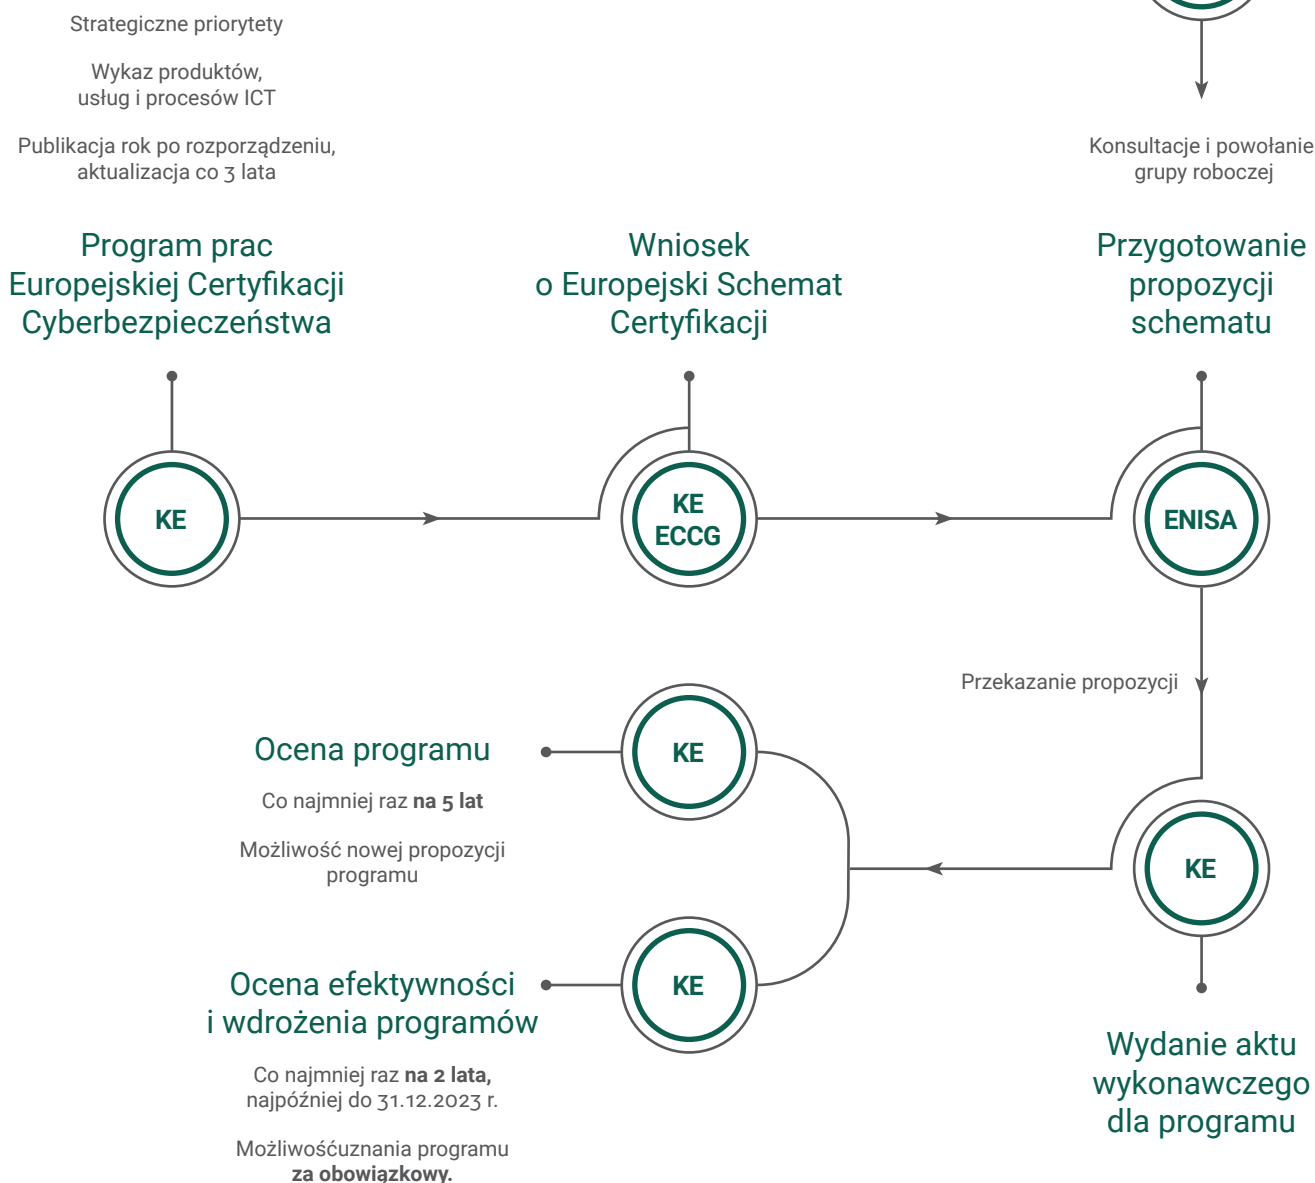 Strategiczne priorytety
Wykaz produktów,
usług i procesów ICT
Publikacja rok po rozporządzeniu,
aktualizacja co 3 lata
Konsultacje i powołanie
grupy roboczej
Program prac
Europejskiej Certyfikacji
Cyberbezpieczeństwa
Wniosek
o Europejski Schemat
Certyfikacji
Przygotowanie
propozycji
schematu
KE
KE
ECCG
ENISA
Przekazanie propozycji
Ocena programu
Co najmniej raz na 5 lat
Możliwość nowej propozycji
programu
KE
KE
Ocena efektywności
i wdrożenia programów
Co najmniej raz na 2 lata,
najpóźniej do 31.12.2023 r.
Możliwośćuznania programu
za obowiązkowy.
KE
Wydanie aktu
wykonawczego
dla programu